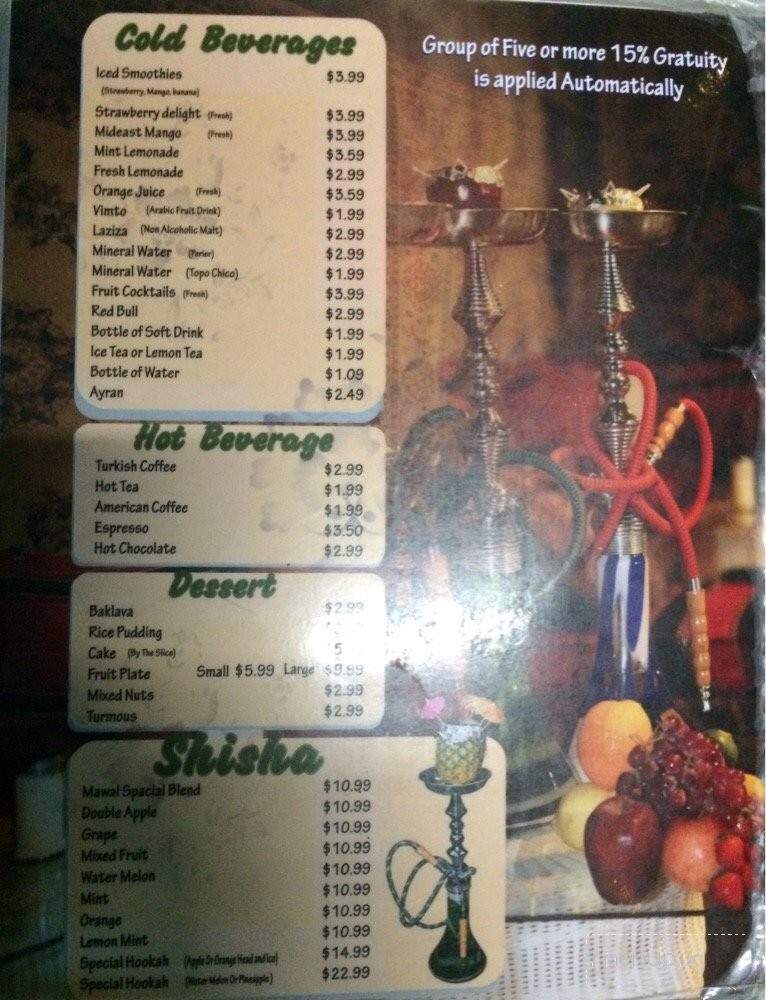 Cold Beverages
Group of Five or more 15% Gratuity
is applied Automatically
Iced Smoothies $3.99
(Strawberry, Mango, banana)
Strawberry delight (Fresh) $3.99
Mideast Mango (Fresh) $3.99
Mint Lemonade $3.59
Fresh Lemonade $2.99
Orange Juice (Fresh) $3.59
Vimto (Arabic Fruit Drink) $1.99
Laziza (Non Alcoholic Malt) $2.99
Mineral Water (Perier) $2.99
Mineral Water (Topo Chico) $1.99
Fruit Cocktails (Fresh) $3.99
Red Bull $2.99
Bottle of Soft Drink $1.99
Ice Tea or Lemon Tea $1.99
Bottle of Water $1.09
Ayran $2.49
Hot Beverage
Turkish Coffee $2.99
Hot Tea $1.99
American Coffee $1.99
Espresso $3.50
Hot Chocolate $2.99
Dessert
Baklava $2.99
Rice Pudding
Cake (By The Slice)
Fruit Plate Small $5.99 Large $9.99
Mixed Nuts $2.99
Turmous $2.99
Shisha
Mawal Spacial Blend $10.99
Double Apple $10.99
Grape $10.99
Mixed Fruit $10.99
Water Melon $10.99
Mint $10.99
Orange $10.99
Lemon Mint $10.99
Special Hookah (Apple Or Orange Head and Ice) $14.99
Special Hookah (Water Melon Or Pineapple) $22.99